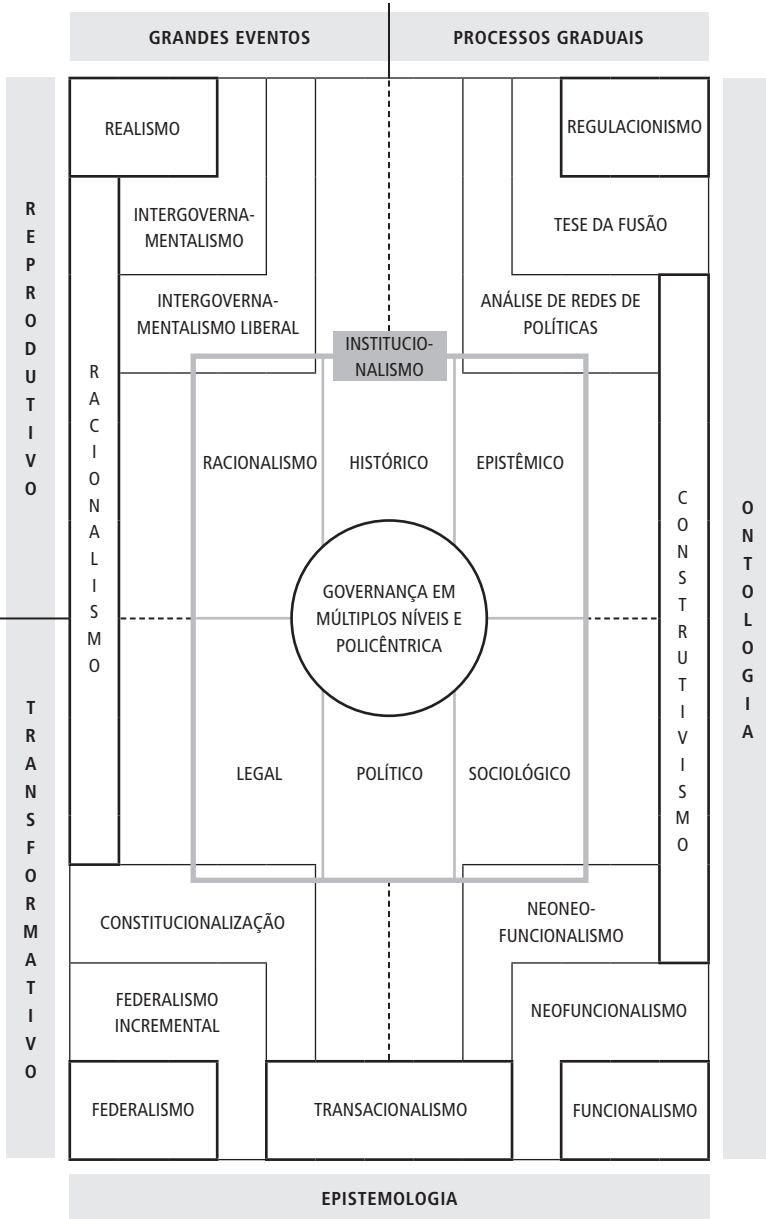 GRANDES EVENTOS
PROCESSOS GRADUAIS
REALISMO
REGULACIONISMO
REPRODUTIVO
INTERGOVERNA-
MENTALISMO
TESE DA FUSÃO
INTERGOVERNA-
MENTALISMO LIBERAL
ANÁLISE DE REDES DE
POLÍTICAS
INSTITUCIO-
NALISMO
RACIONALISMO
RACIONALISMO
HISTÓRICO
EPISTÊMICO
CONSTRUTIVISMO
ONTOLOGIA
GOVERNANÇA EM
MÚLTIPLOS NÍVEIS E
POLICÊNTRICA
TRANSFORMATIVO
LEGAL
POLÍTICO
SOCIOLÓGICO
CONSTITUCIONALIZAÇÃO
NEONEO-
FUNCIONALISMO
FEDERALISMO
INCREMENTAL
NEOFUNCIONALISMO
FEDERALISMO
TRANSACIONALISMO
FUNCIONALISMO
EPISTEMOLOGIA